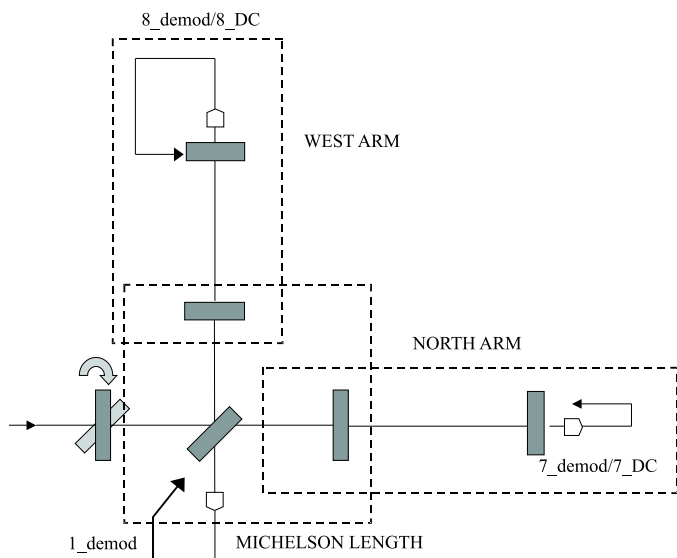 8_demod/8_DC
WEST ARM
NORTH ARM
7_demod/7_DC
1_demod
MICHELSON LENGTH